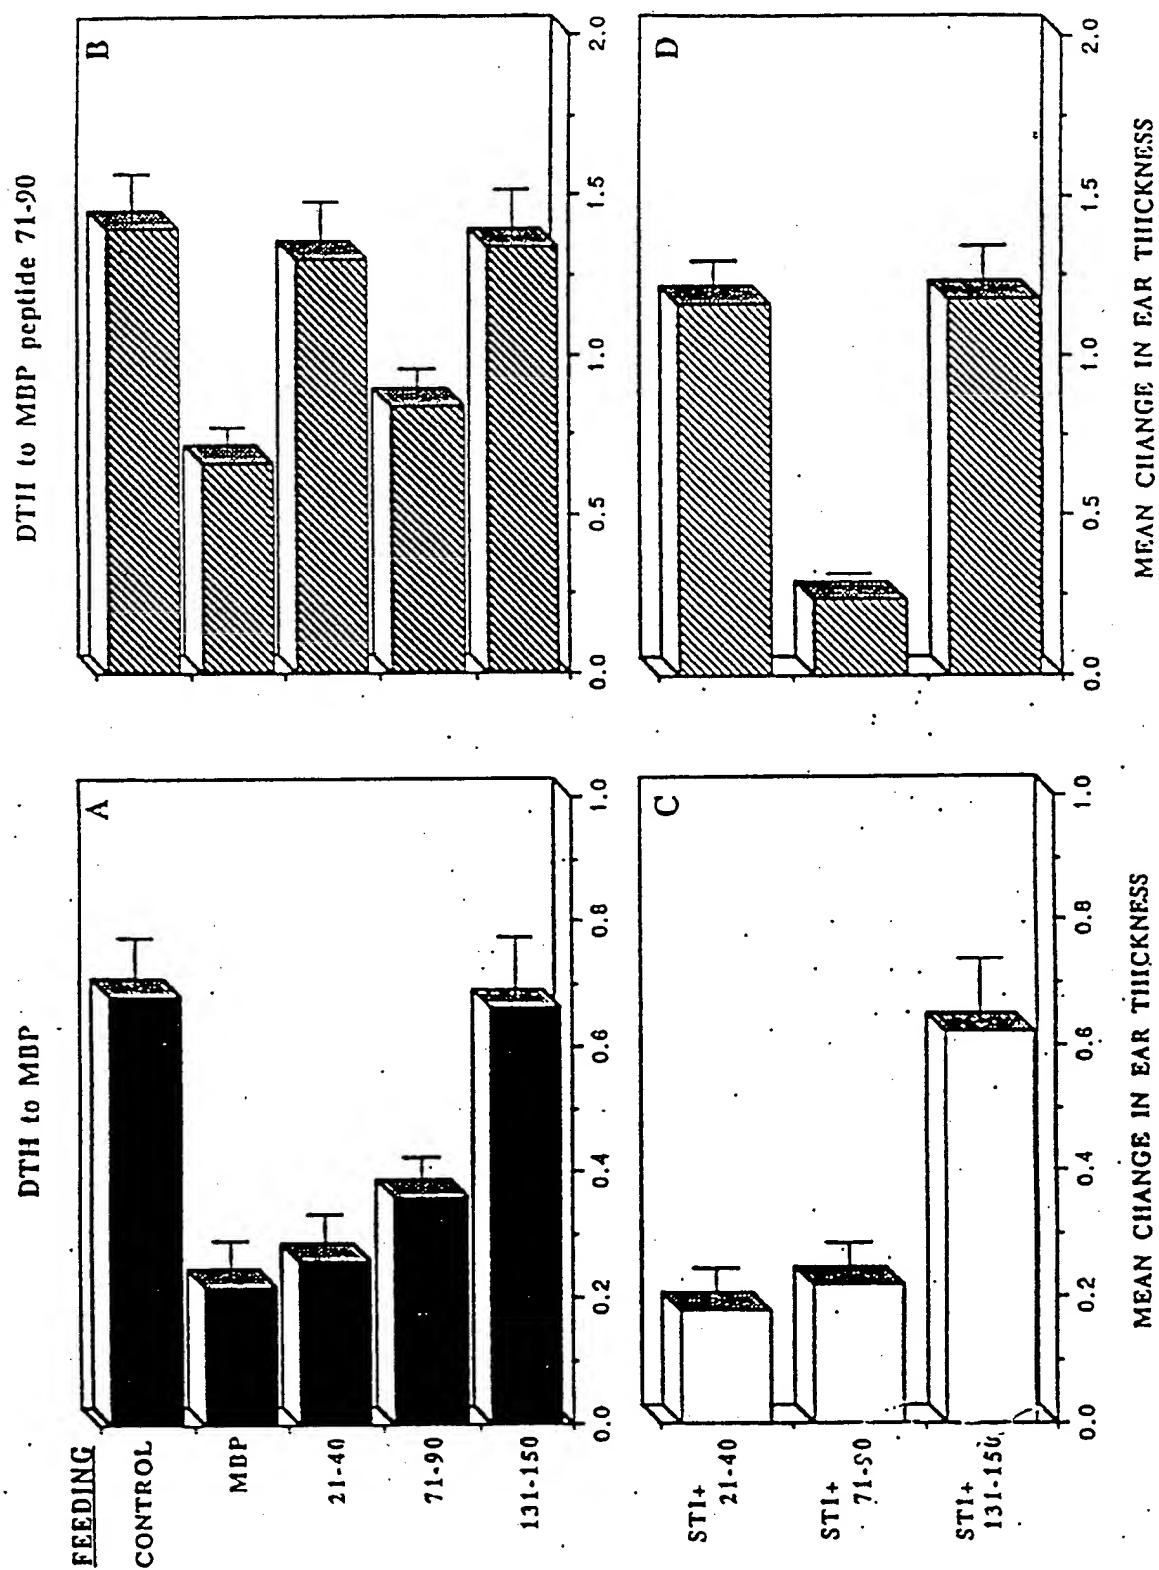 DTH to MBP
DTH to MBP peptide 71-90
FEEDING
A
B
CONTROL
MBP
21-40
71-90
131-150
0.0 0.2 0.4 0.6 0.8 1.0
0.0 0.5 1.0 1.5 2.0
C
D
STI+
21-40
STI+
71-90
STI+
131-150
0.0 0.2 0.4 0.6 0.8 1.0
0.0 0.5 1.0 1.5 2.0
MEAN CHANGE IN EAR THICKNESS
MEAN CHANGE IN EAR THICKNESS